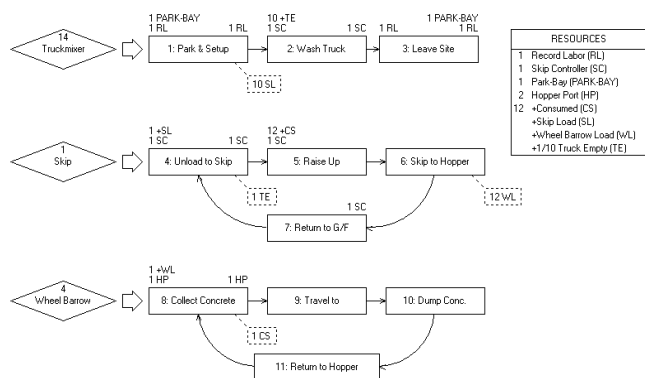 14
Truckmixer
1 PARK-BAY
1 RL
1 RL
1: Park & Setup
10 SL
10 +TE
1 SC
1 SC
2: Wash Truck
1 PARK-BAY
1 RL
1 RL
3: Leave Site
RESOURCES
1 Record Labor (RL)
1 Skip Controller (SC)
1 Park-Bay (PARK-BAY)
2 Hopper Port (HP)
12 +Consumed (CS)
+Skip Load (SL)
+Wheel Barrow Load (WL)
+1/10 Truck Empty (TE)
1
Skip
1 +SL
1 SC
1 SC
4: Unload to Skip
1 TE
12 +CS
1 SC
5: Raise Up
6: Skip to Hopper
12 WL
1 SC
7: Return to G/F
4
Wheel Barrow
1 +WL
1 HP
1 HP
8: Collect Concrete
1 CS
9: Travel to
10: Dump Conc.
11: Return to Hopper